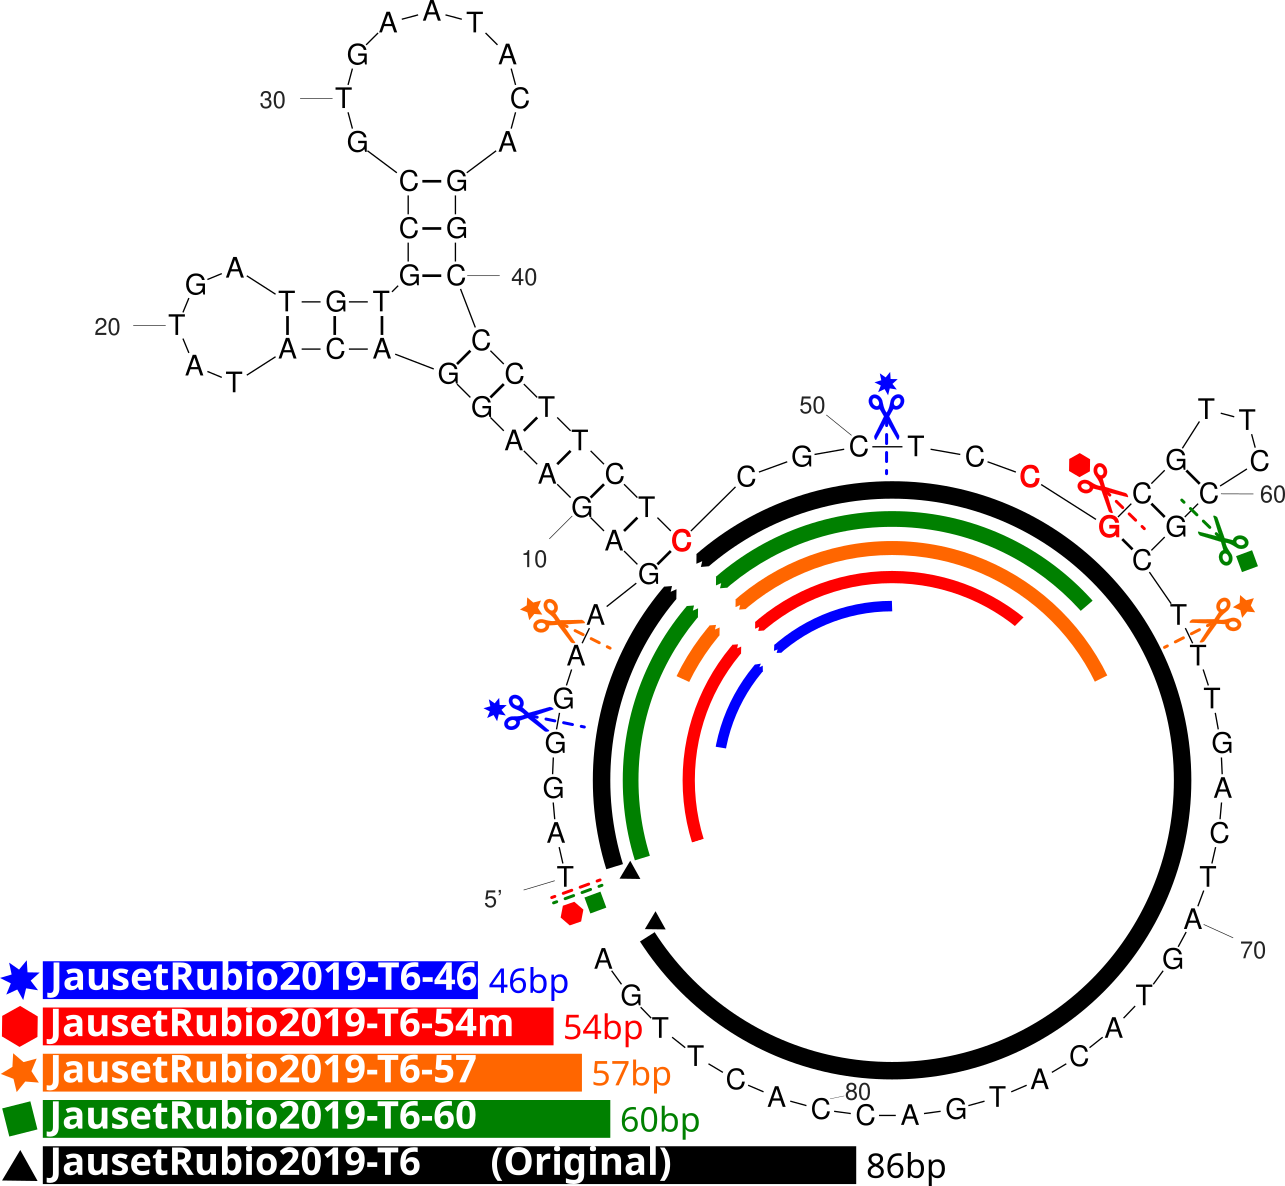 5’
T A G G G A A G A
10
G A A G G A C A T A
20
T G A T G T G C C G
30
T G A A T A C A G G
40
C C C T T C T C C G
50
C T C C G C G T T C
60
C G C T T T G A C T
70
A G T A C A T G A C
80
C A C T T G A
JausetRubio2019-T6-46 46bp
JausetRubio2019-T6-54m 54bp
JausetRubio2019-T6-57 57bp
JausetRubio2019-T6-60 60bp
JausetRubio2019-T6 (Original) 86bp